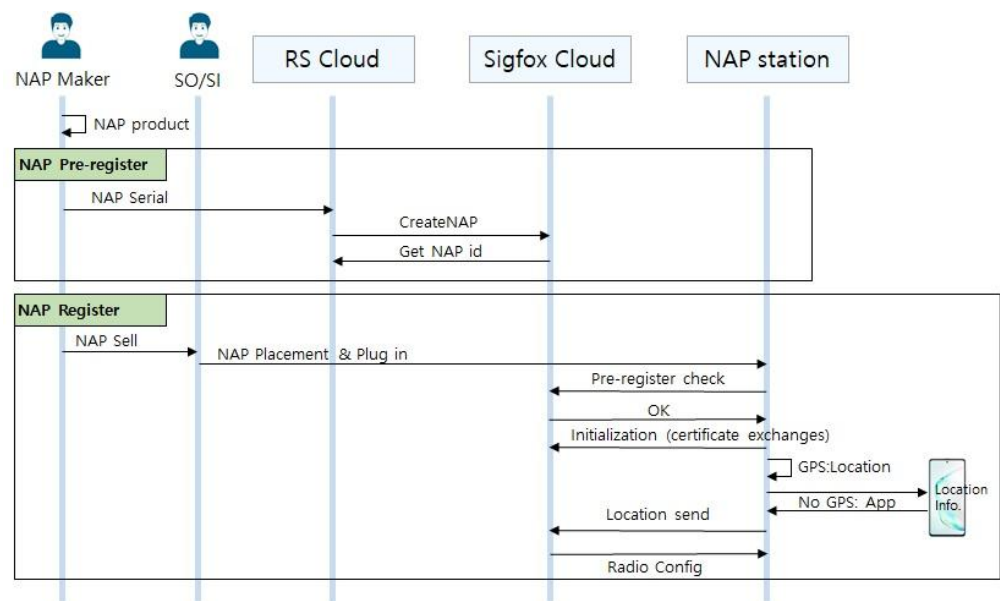 NAP Maker
SO/SI
RS Cloud
Sigfox Cloud
NAP station
NAP product
NAP Pre-register
NAP Serial
CreateNAP
Get NAP id
NAP Register
NAP Sell
NAP Placement & Plug in
Pre-register check
OK
Initialization (certificate exchanges)
GPS:Location
Location
Info.
No GPS: App
Location send
Radio Config